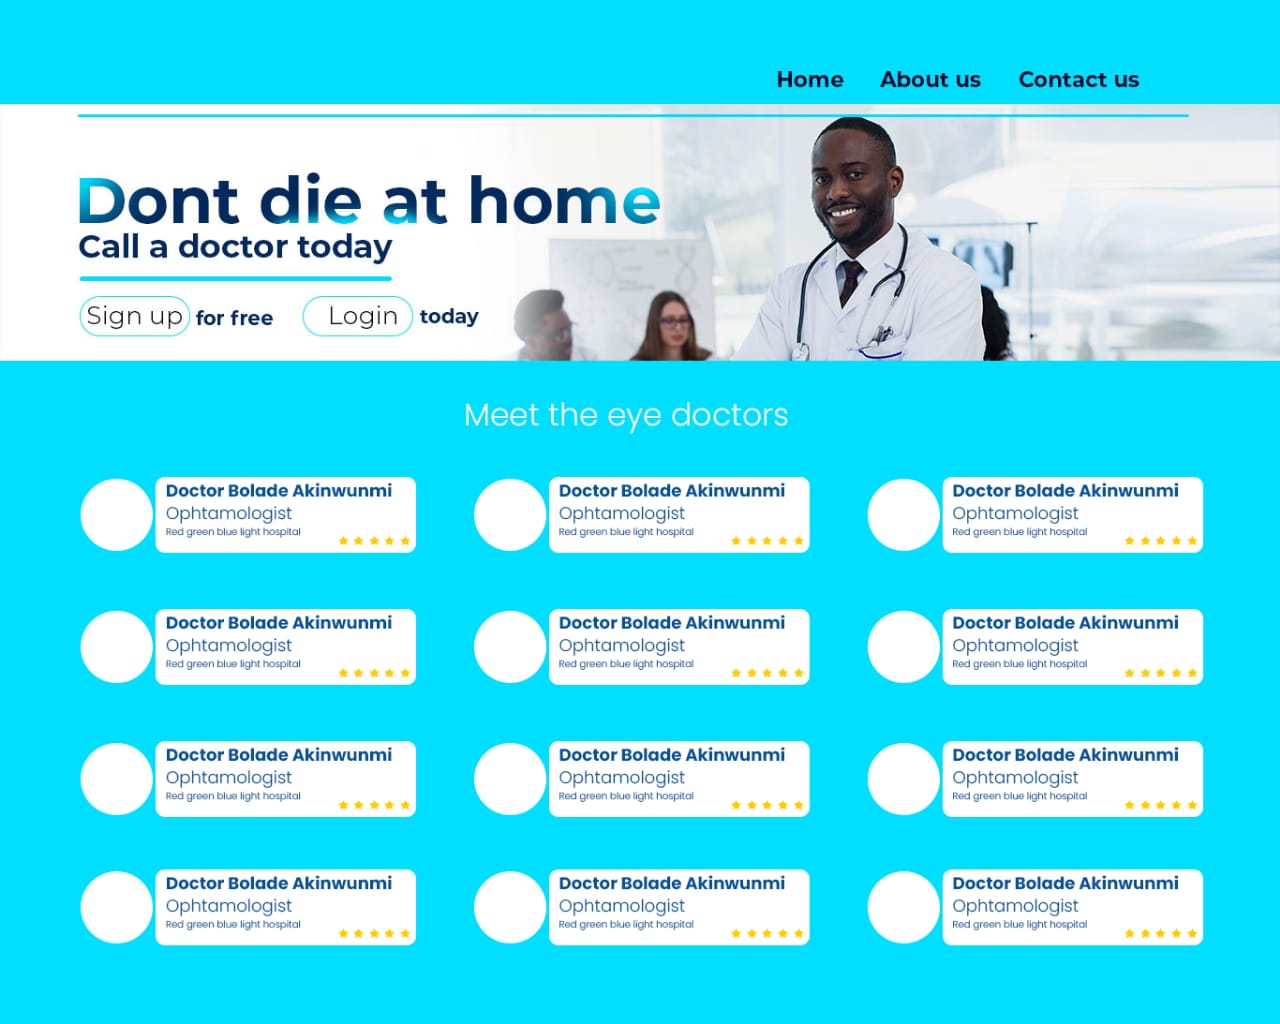 Home About us Contact us
Dont die at home
Call a doctor today
Sign up for free Login today
Meet the eye doctors
Doctor Bolade Akinwunmi
Ophtamologist
Red green blue light hospital
Doctor Bolade Akinwunmi
Ophtamologist
Red green blue light hospital
Doctor Bolade Akinwunmi
Ophtamologist
Red green blue light hospital
Doctor Bolade Akinwunmi
Ophtamologist
Red green blue light hospital
Doctor Bolade Akinwunmi
Ophtamologist
Red green blue light hospital
Doctor Bolade Akinwunmi
Ophtamologist
Red green blue light hospital
Doctor Bolade Akinwunmi
Ophtamologist
Red green blue light hospital
Doctor Bolade Akinwunmi
Ophtamologist
Red green blue light hospital
Doctor Bolade Akinwunmi
Ophtamologist
Red green blue light hospital
Doctor Bolade Akinwunmi
Ophtamologist
Red green blue light hospital
Doctor Bolade Akinwunmi
Ophtamologist
Red green blue light hospital
Doctor Bolade Akinwunmi
Ophtamologist
Red green blue light hospital